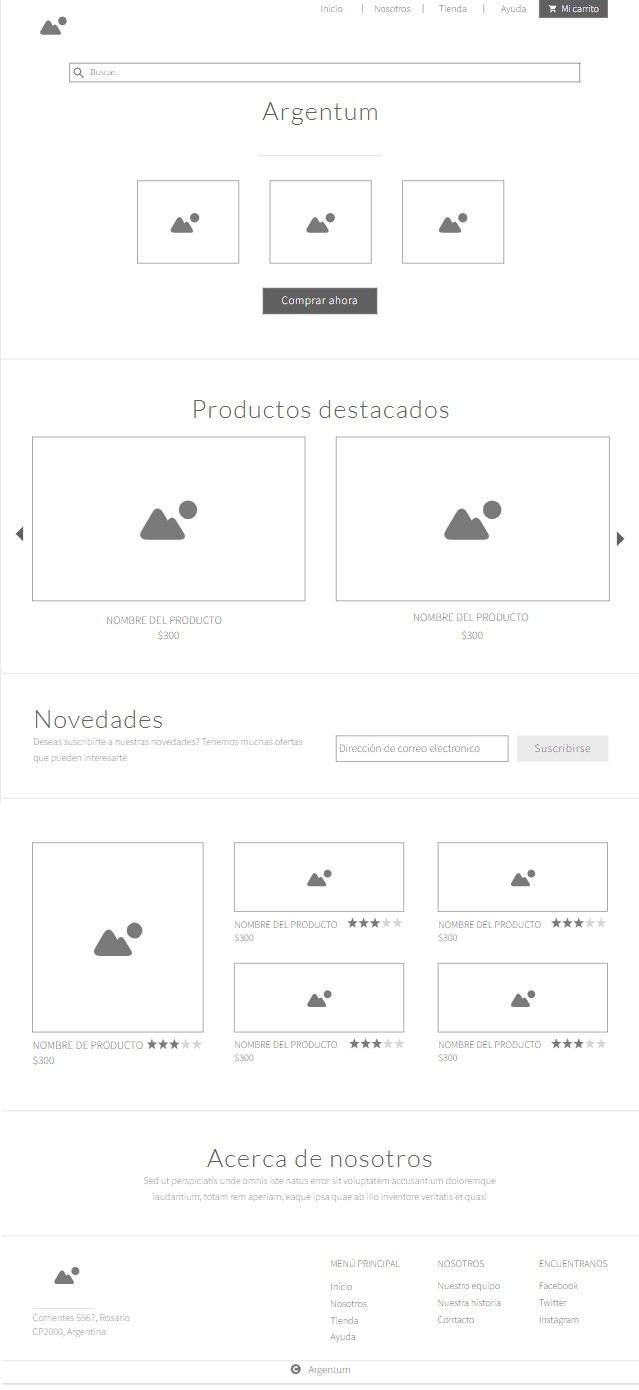 Inicio | Nosotros | Tienda | Ayuda Mi carrito
Buscar...
Argentum
Comprar ahora
Productos destacados
NOMBRE DEL PRODUCTO
$300
NOMBRE DEL PRODUCTO
$300
Novedades
Deseas suscribirte a nuestras novedades? Tenemos muchas ofertas
que pueden interesarte
Dirección de correo electronico
Suscribirse
NOMBRE DE PRODUCTO
$300
NOMBRE DEL PRODUCTO
$300
NOMBRE DEL PRODUCTO
$300
NOMBRE DEL PRODUCTO
$300
NOMBRE DEL PRODUCTO
$300
Acerca de nosotros
Sed ut perspiciatis unde omnis iste natus error sit voluptatem accusantium doloremque
laudantium, totam rem aperiam, eaque ipsa quae ab illo inventore veritatis et quasi
Corrientes 5567, Rosario
CP2000, Argentina
MENÚ PRINCIPAL
Inicio
Nosotros
Tienda
Ayuda
NOSOTROS
Nuestro equipo
Nuestra historia
Contacto
ENCUENTRANOS
Facebook
Twitter
Instagram
© Argentum